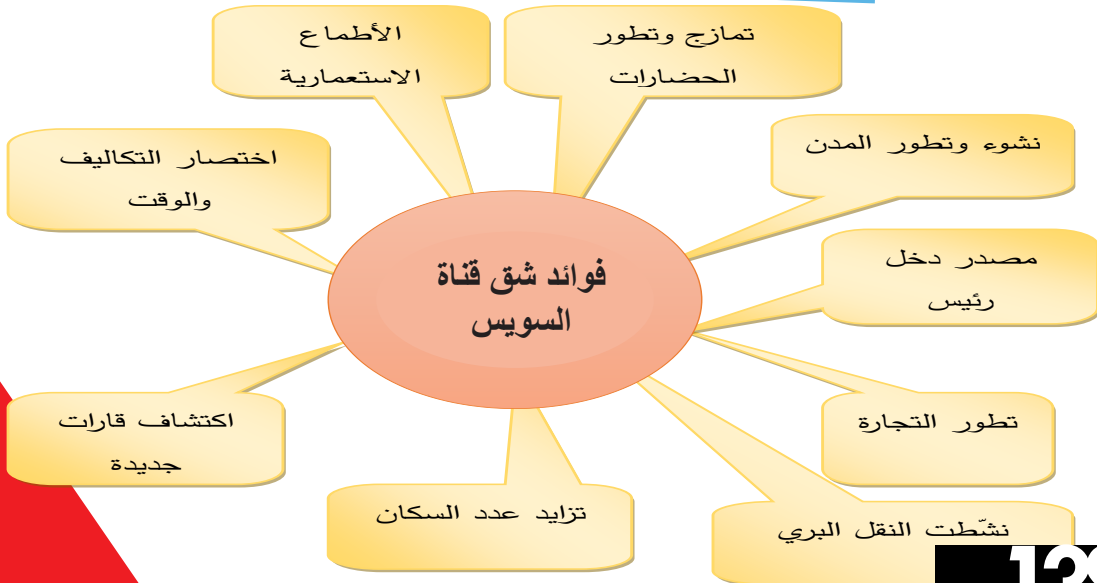 تمازج وتطور
الحضارات
الأطماع
الاستعمارية
نشوء وتطور المدن
اختصار التكاليف
والوقت
مصدر دخل
رئيس
فوائد شق قناة
السويس
تطور التجارة
اكتشاف قارات
جديدة
تزايد عدد السكان
نشّطت النقل البري